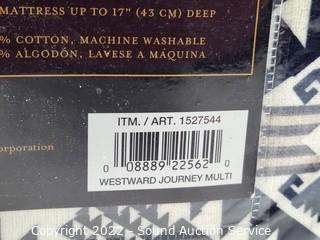 MATTRESS UP TO 17" (43 CM) DEEP
% COTTON, MACHINE WASHABLE
% ALGODÓN, LAVESE A MÁQUINA
orporation
ITM. / ART. 1527544
0 08889 22562 0
WESTWARD JOURNEY MULTI
Copyright 2022 - Sound Auction Service